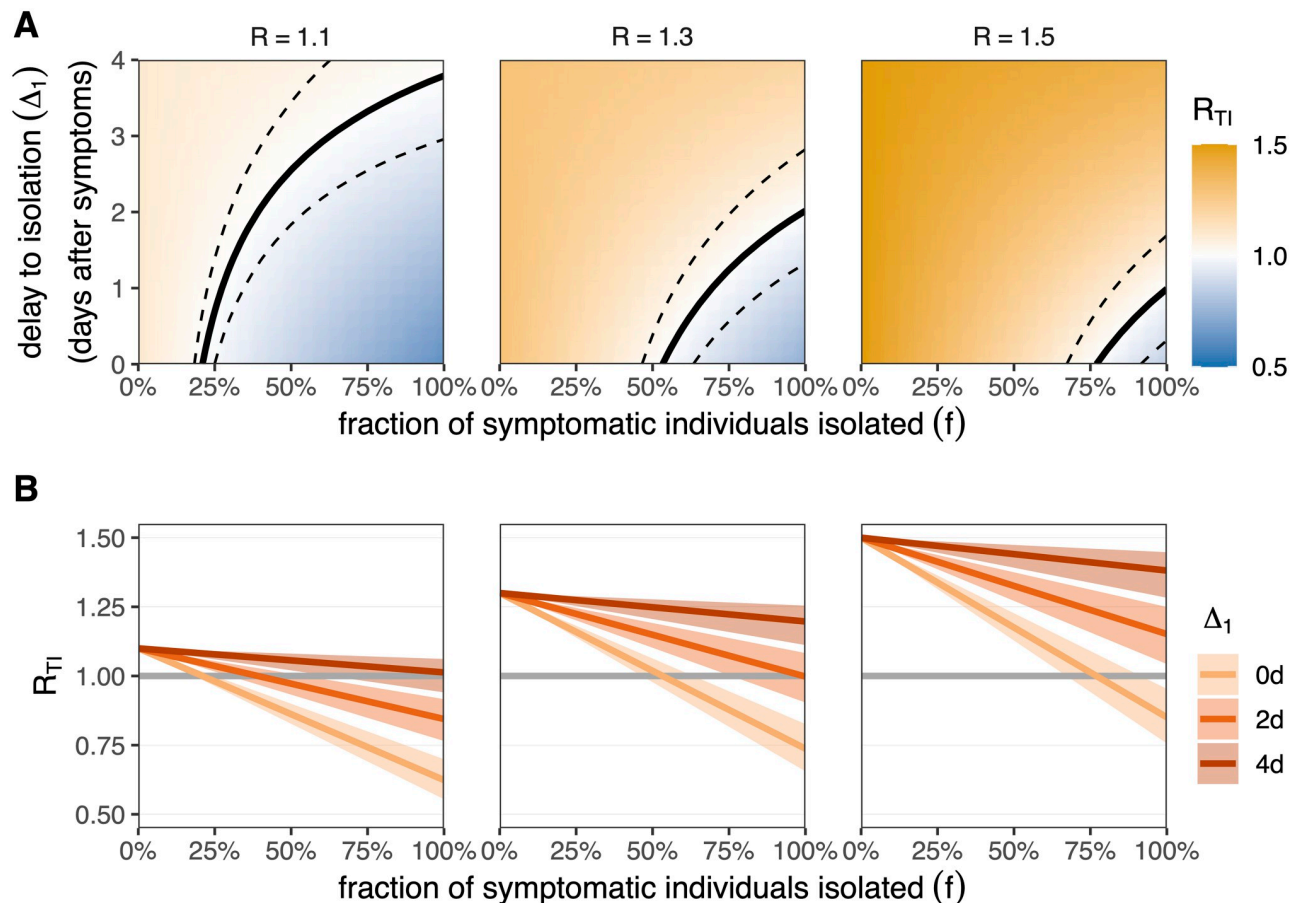 A
R = 1.1
R = 1.3
R = 1.5
delay to isolation (Δ₁)
(days after symptoms)
4
3
2
1
0
0% 25% 50% 75% 100%
0% 25% 50% 75% 100%
0% 25% 50% 75% 100%
fraction of symptomatic individuals isolated (f)
R_TI
1.5
1.0
0.5
B
R_TI
1.50
1.25
1.00
0.75
0.50
0% 25% 50% 75% 100%
0% 25% 50% 75% 100%
0% 25% 50% 75% 100%
fraction of symptomatic individuals isolated (f)
Δ₁
0d
2d
4d